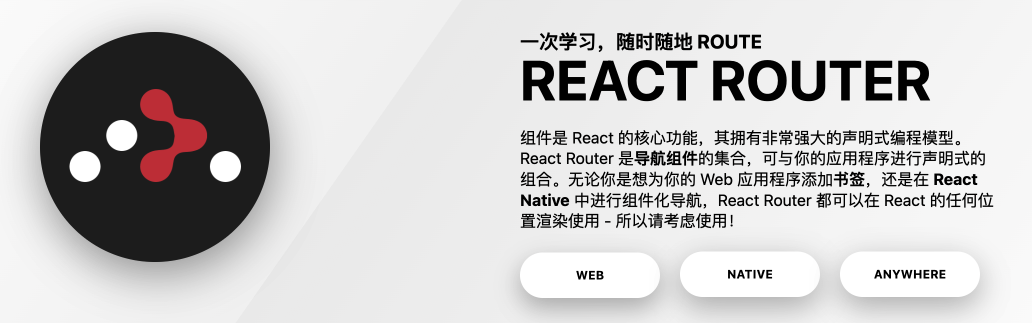 一次学习，随时随地 ROUTE
REACT ROUTER
组件是 React 的核心功能，其拥有非常强大的声明式编程模型。
React Router 是导航组件的集合，可与你的应用程序进行声明式的
组合。无论你是想为你的 Web 应用程序添加书签，还是在 React
Native 中进行组件化导航，React Router 都可以在 React 的任何位
置渲染使用 - 所以请考虑使用！
WEB
NATIVE
ANYWHERE